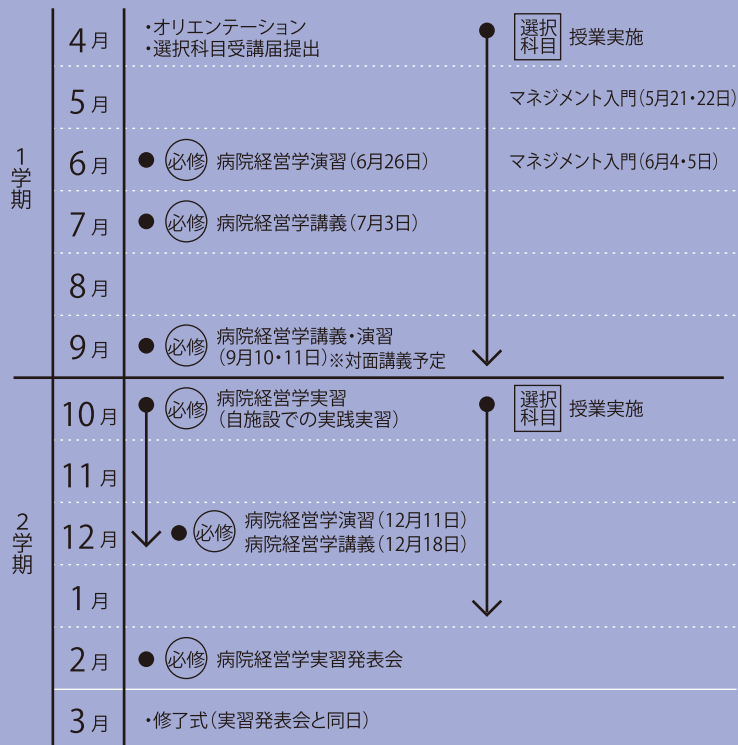 1学期
4月
・オリエンテーション
・選択科目受講届提出
選択科目 授業実施
5月
マネジメント入門(5月21・22日)
6月
必修 病院経営学演習(6月26日)
マネジメント入門(6月4・5日)
7月
必修 病院経営学講義(7月3日)
8月
9月
必修 病院経営学講義・演習
(9月10・11日)※対面講義予定
2学期
10月
必修 病院経営学実習
(自施設での実践実習)
選択科目 授業実施
11月
12月
必修 病院経営学演習(12月11日)
病院経営学講義(12月18日)
1月
2月
必修 病院経営学実習発表会
3月
・修了式(実習発表会と同日)